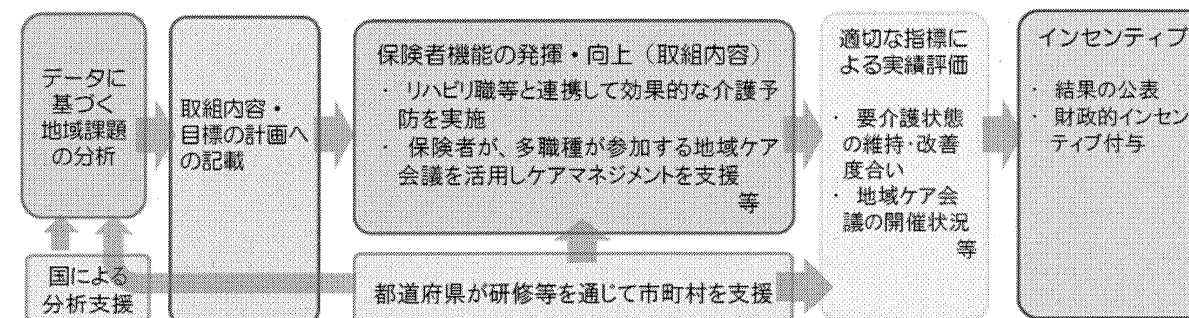 データに
基づく
地域課題
の分析
国による
分析支援
取組内容・
目標の計画へ
の記載
保険者機能の発揮・向上（取組内容）
・ リハビリ職等と連携して効果的な介護予
防を実施
・ 保険者が、多職種が参加する地域ケア
会議を活用しケアマネジメントを支援
等
都道府県が研修等を通じて市町村を支援
適切な指標に
よる実績評価
・ 要介護状態
の維持・改善
度合い
・ 地域ケア会
議の開催状況
等
インセンティブ
・ 結果の公表
・ 財政的インセン
ティブ付与